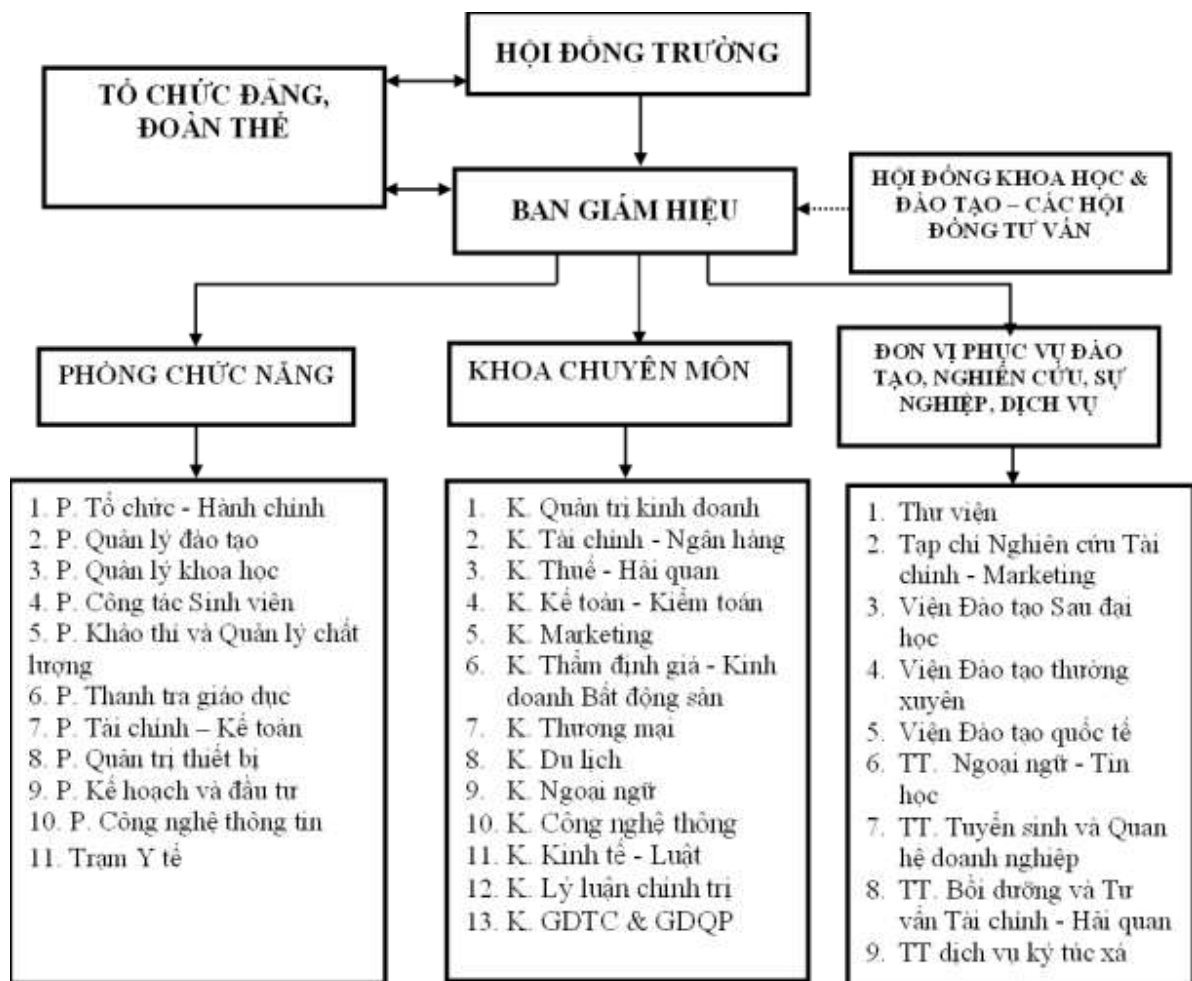 HỘI ĐỒNG TRƯỜNG
TỔ CHỨC ĐẢNG,
ĐOÀN THỂ
BAN GIÁM HIỆU
HỘI ĐỒNG KHOA HỌC &
ĐÀO TẠO – CÁC HỘI
ĐỒNG TƯ VẤN
PHÒNG CHỨC NĂNG
KHOA CHUYÊN MÔN
ĐƠN VỊ PHỤC VỤ ĐÀO
TẠO, NGHIÊN CỨU, SỰ
NGHIỆP, DỊCH VỤ
1. P. Tổ chức - Hành chính
2. P. Quản lý đào tạo
3. P. Quản lý khoa học
4. P. Công tác Sinh viên
5. P. Khảo thí và Quản lý chất
lượng
6. P. Thanh tra giáo dục
7. P. Tài chính – Kế toán
8. P. Quản trị thiết bị
9. P. Kế hoạch và đầu tư
10. P. Công nghệ thông tin
11. Trạm Y tế
1. K. Quản trị kinh doanh
2. K. Tài chính - Ngân hàng
3. K. Thuế - Hải quan
4. K. Kế toán - Kiểm toán
5. K. Marketing
6. K. Thẩm định giá - Kinh
doanh Bất động sản
7. K. Thương mại
8. K. Du lịch
9. K. Ngoại ngữ
10. K. Công nghệ thông
11. K. Kinh tế - Luật
12. K. Lý luận chính trị
13. K. GDTC & GDQP
1. Thư viện
2. Tạp chí Nghiên cứu Tài
chính - Marketing
3. Viện Đào tạo Sau đại
học
4. Viện Đào tạo thường
xuyên
5. Viện Đào tạo quốc tế
6. TT. Ngoại ngữ - Tin
học
7. TT. Tuyển sinh và Quan
hệ doanh nghiệp
8. TT. Bồi dưỡng và Tư
vấn Tài chính - Hải quan
9. TT dịch vụ ký túc xá